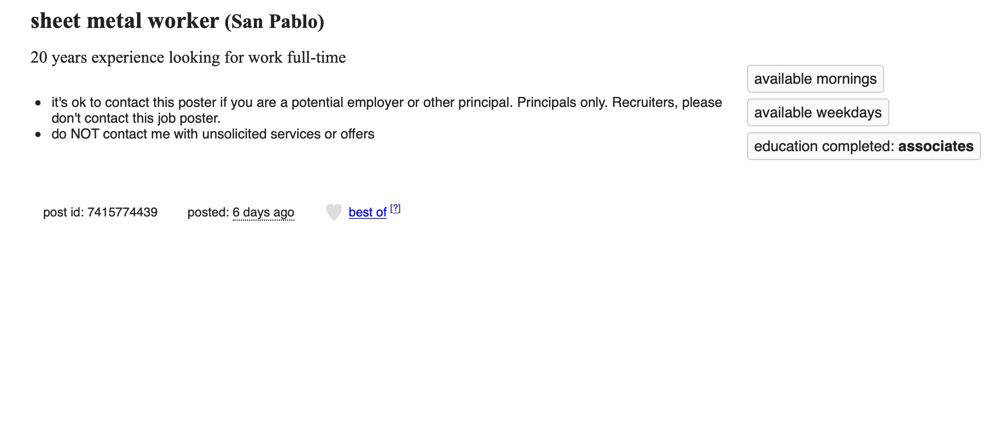 sheet metal worker (San Pablo)
20 years experience looking for work full-time
available mornings
available weekdays
education completed: associates
• it's ok to contact this poster if you are a potential employer or other principal. Principals only. Recruiters, please
don't contact this job poster.
• do NOT contact me with unsolicited services or offers
post id: 7415774439 posted: 6 days ago best of [?]